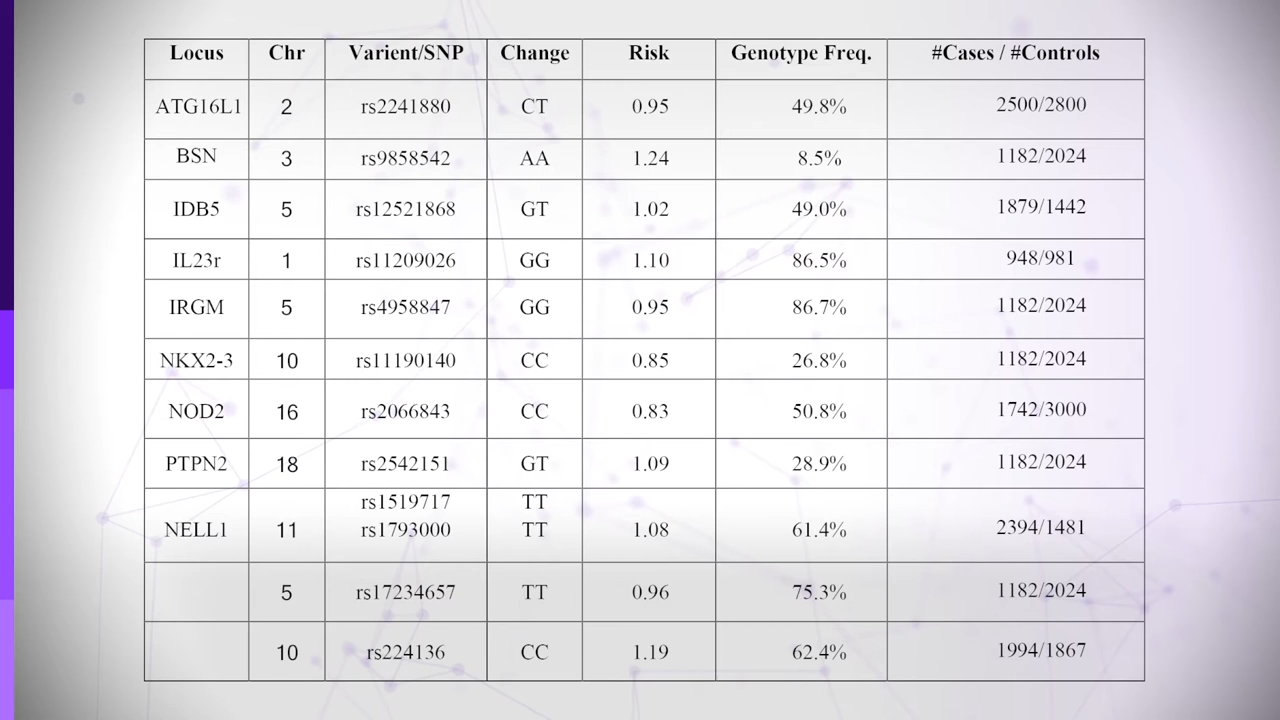 Locus Chr Varient/SNP Change Risk Genotype Freq. #Cases / #Controls
ATG16L1 2 rs2241880 CT 0.95 49.8% 2500/2800
BSN 3 rs9858542 AA 1.24 8.5% 1182/2024
IDB5 5 rs12521868 GT 1.02 49.0% 1879/1442
IL23r 1 rs11209026 GG 1.10 86.5% 948/981
IRGM 5 rs4958847 GG 0.95 86.7% 1182/2024
NKX2-3 10 rs11190140 CC 0.85 26.8% 1182/2024
NOD2 16 rs2066843 CC 0.83 50.8% 1742/3000
PTPN2 18 rs2542151 GT 1.09 28.9% 1182/2024
rs1519717 TT
NELL1 11 rs1793000 TT 1.08 61.4% 2394/1481
5 rs17234657 TT 0.96 75.3% 1182/2024
10 rs224136 CC 1.19 62.4% 1994/1867